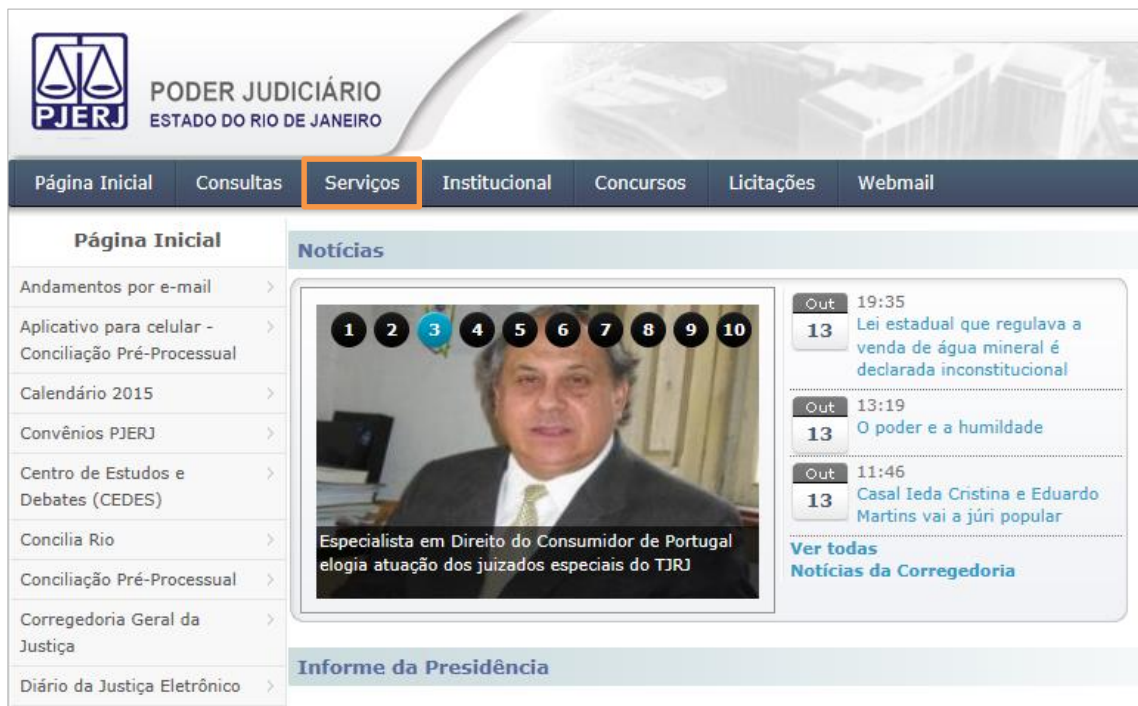 PJERJ
PODER JUDICIÁRIO
ESTADO DO RIO DE JANEIRO
Página Inicial Consultas Serviços Institucional Concursos Licitações Webmail
Página Inicial
Andamentos por e-mail
Aplicativo para celular -
Conciliação Pré-Processual
Calendário 2015
Convênios PJERJ
Centro de Estudos e
Debates (CEDES)
Concilia Rio
Conciliação Pré-Processual
Corregedoria Geral da
Justiça
Diário da Justiça Eletrônico
Notícias
1 2 3 4 5 6 7 8 9 10
Especialista em Direito do Consumidor de Portugal
elogia atuação dos juizados especiais do TJRJ
Out 19:35
13 Lei estadual que regulava a
venda de água mineral é
declarada inconstitucional
Out 13:19
13 O poder e a humildade
Out 11:46
13 Casal Ieda Cristina e Eduardo
Martins vai a júri popular
Ver todas
Notícias da Corregedoria
Informe da Presidência